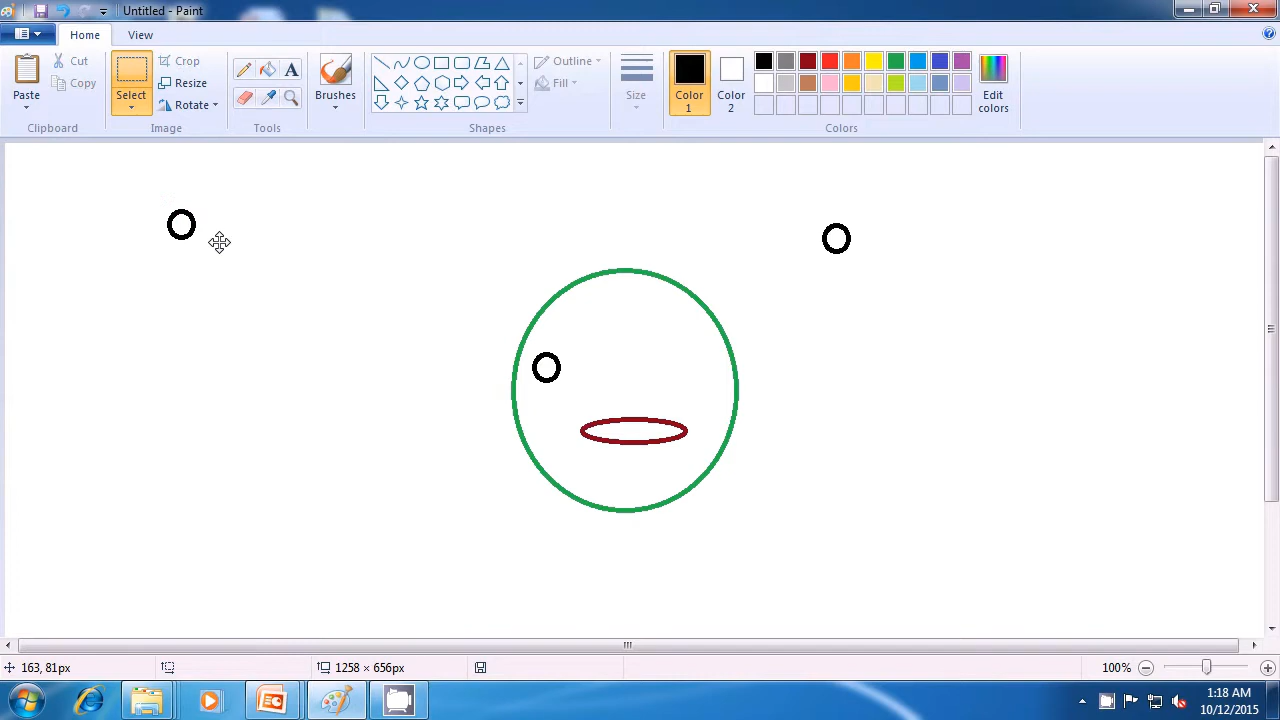 Untitled - Paint
Home View
Paste
Cut
Copy
Clipboard
Select
Crop
Resize
Rotate
Image
A
Tools
Brushes
Shapes
Outline
Fill
Size
Color 1
Color 2
Edit colors
Colors
163, 81px
1258 × 656px
100%
1:18 AM
10/12/2015